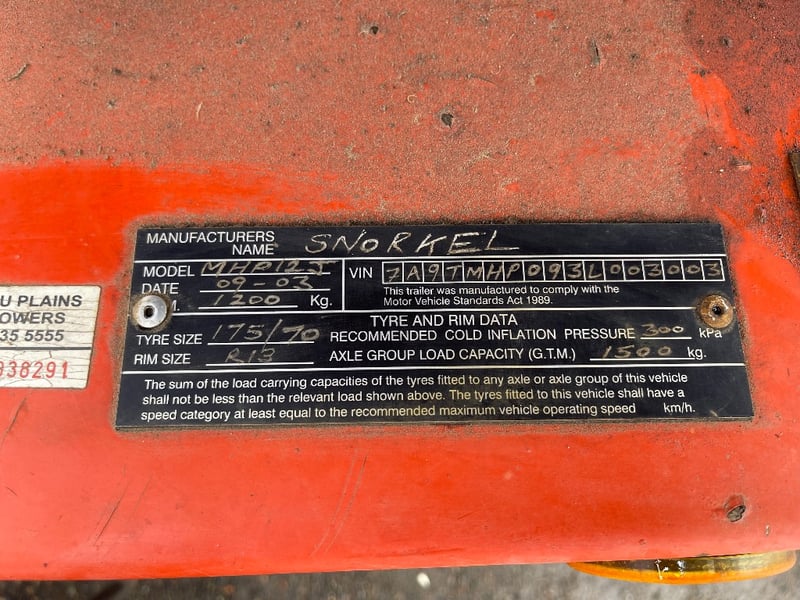 MANUFACTURERS
NAME SNORKEL
MODEL MHP12J
DATE 09-03
M. 1200 Kg.
VIN 7A9TMHP093L003003
This trailer was manufactured to comply with the
Motor Vehicle Standards Act 1989.
TYRE AND RIM DATA
TYRE SIZE 175/70 RECOMMENDED COLD INFLATION PRESSURE 300 kPa
RIM SIZE R13 AXLE GROUP LOAD CAPACITY (G.T.M.) 1500 kg.
The sum of the load carrying capacities of the tyres fitted to any axle or axle group of this vehicle
shall not be less than the relevant load shown above. The tyres fitted to this vehicle shall have a
speed category at least equal to the recommended maximum vehicle operating speed km/h.
U PLAINS
OWERS
35 5555
938291